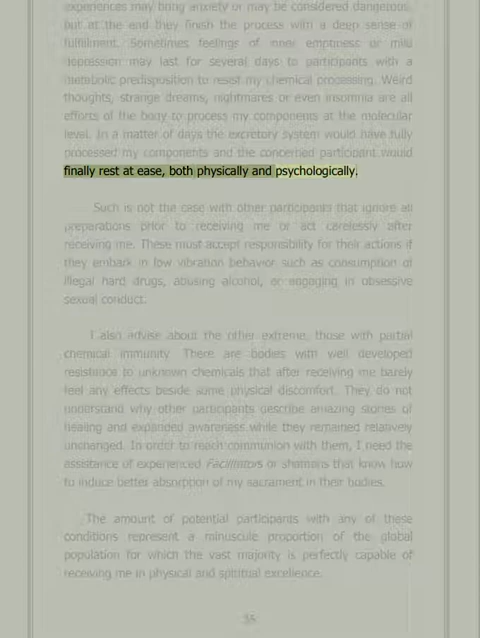 experiences may bring anxiety or may be considered dangerous,
but at the end they finish the process with a deep sense of
fulfillment. Sometimes feelings of inner emptiness or mild
depression may last for several days to participants with a
metabolic predisposition to resist my chemical processing. Weird
thoughts, strange dreams, nightmares or even insomnia are all
efforts of the body to process my components at the molecular
level. In a matter of days the excretory system would have fully
processed my components and the concerned participant would
finally rest at ease, both physically and psychologically.
Such is not the case with other participants that ignore all
preparations prior to receiving me or act carelessly after
receiving me. These must accept responsibility for their actions if
they embark in low vibration behavior such as consumption of
illegal hard drugs, abusing alcohol, or engaging in obsessive
sexual conduct.
I also advise about the other extreme, those with partial
chemical immunity. There are bodies with well developed
resistance to unknown chemicals that after receiving me barely
feel any effects beside some physical discomfort. They do not
understand why other participants describe amazing stories of
healing and expanded awareness while they remained relatively
unchanged. In order to reach communion with them, I need the
assistance of experienced Facilitators or shamans that know how
to induce better absorption of my sacrament in their bodies.
The amount of potential participants with any of these
conditions represent a minuscule proportion of the global
population for which the vast majority is perfectly capable of
receiving me in physical and spiritual excellence.